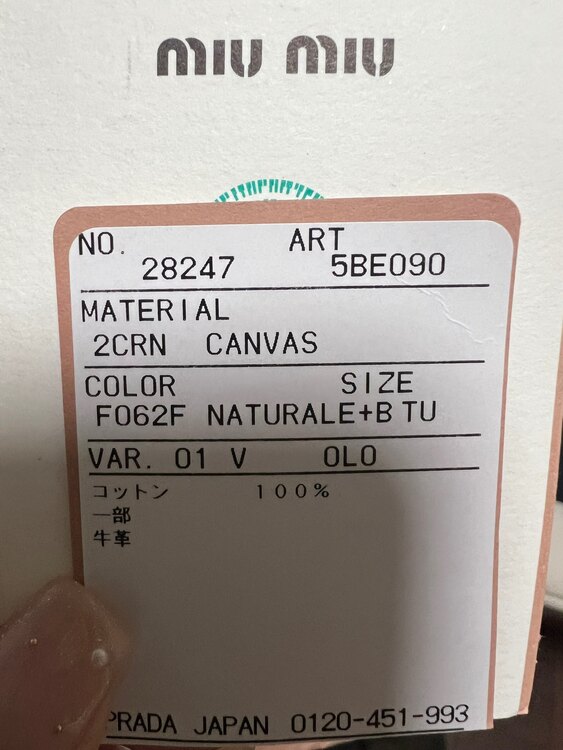 miu miu
NO. ART
28247 5BE090
MATERIAL
2CRN CANVAS
COLOR SIZE
F062F NATURALE+B TU
VAR. 01 V OLO
コットン 100%
一部
牛革
PRADA JAPAN 0120-451-993